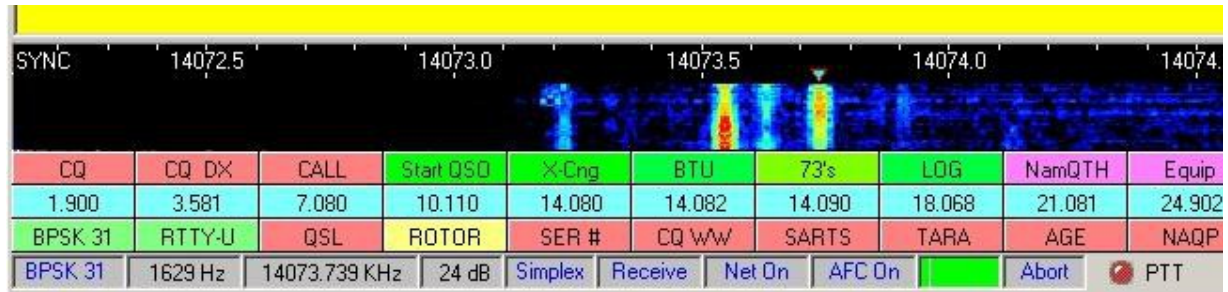 SYNC 14072.5 14073.0 14073.5 14074.0 14074.
CQ CQ DX CALL Start QSO X-Cng BTU 73's LOG NamQTH Equip
1.900 3.581 7.080 10.110 14.080 14.082 14.090 18.068 21.081 24.902
BPSK 31 RTTY-U QSL ROTOR SER # CQ WW SARTS TARA AGE NAQP
BPSK 31 1629 Hz 14073.739 KHz 24 dB Simplex Receive Net On AFC On Abort PTT